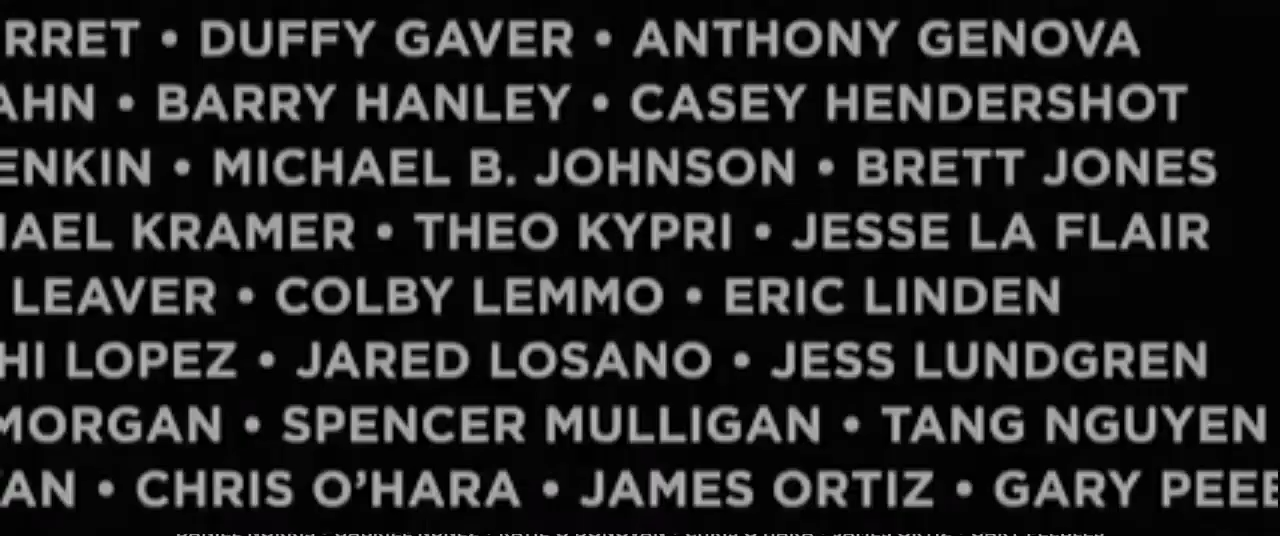 RRET • DUFFY GAVER • ANTHONY GENOVA
AHN • BARRY HANLEY • CASEY HENDERSHOT
ENKIN • MICHAEL B. JOHNSON • BRETT JONES
HAEL KRAMER • THEO KYPRI • JESSE LA FLAIR
LEAVER • COLBY LEMMO • ERIC LINDEN
HI LOPEZ • JARED LOSANO • JESS LUNDGREN
MORGAN • SPENCER MULLIGAN • TANG NGUYEN
AN • CHRIS O’HARA • JAMES ORTIZ • GARY PEEB